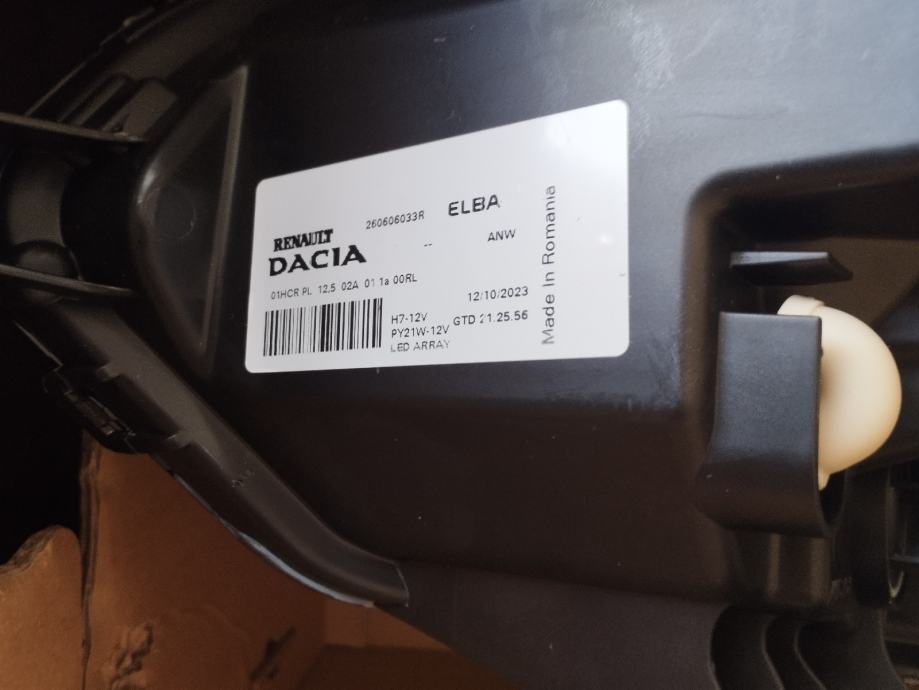 260606033R ELBA
RENAULT
DACIA -- ANW
01HCR PL 12,5 02A 01 1a 00RL
12/10/2023
H7-12V
PY21W-12V GTD 21.25.56
LED ARRAY
Made In Romania